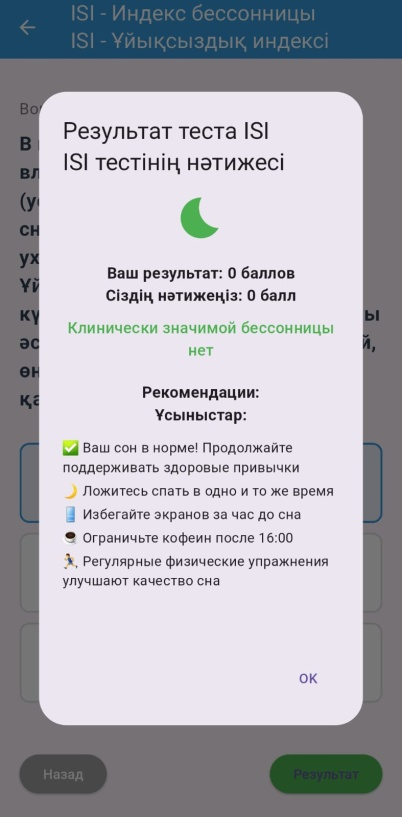 ISI - Индекс бессонницы
ISI - Ұйықсыздық индексі
Результат теста ISI
ISI тестінің нәтижесі
Ваш результат: 0 баллов
Сіздің нәтижеңіз: 0 балл
Клинически значимой бессонницы
нет
Рекомендации:
Ұсыныстар:
✅ Ваш сон в норме! Продолжайте
поддерживать здоровые привычки
🌙 Ложитесь спать в одно и то же время
📱 Избегайте экранов за час до сна
☕ Ограничьте кофеин после 16:00
🏃 Регулярные физические упражнения
улучшают качество сна
OK
Назад
Результат